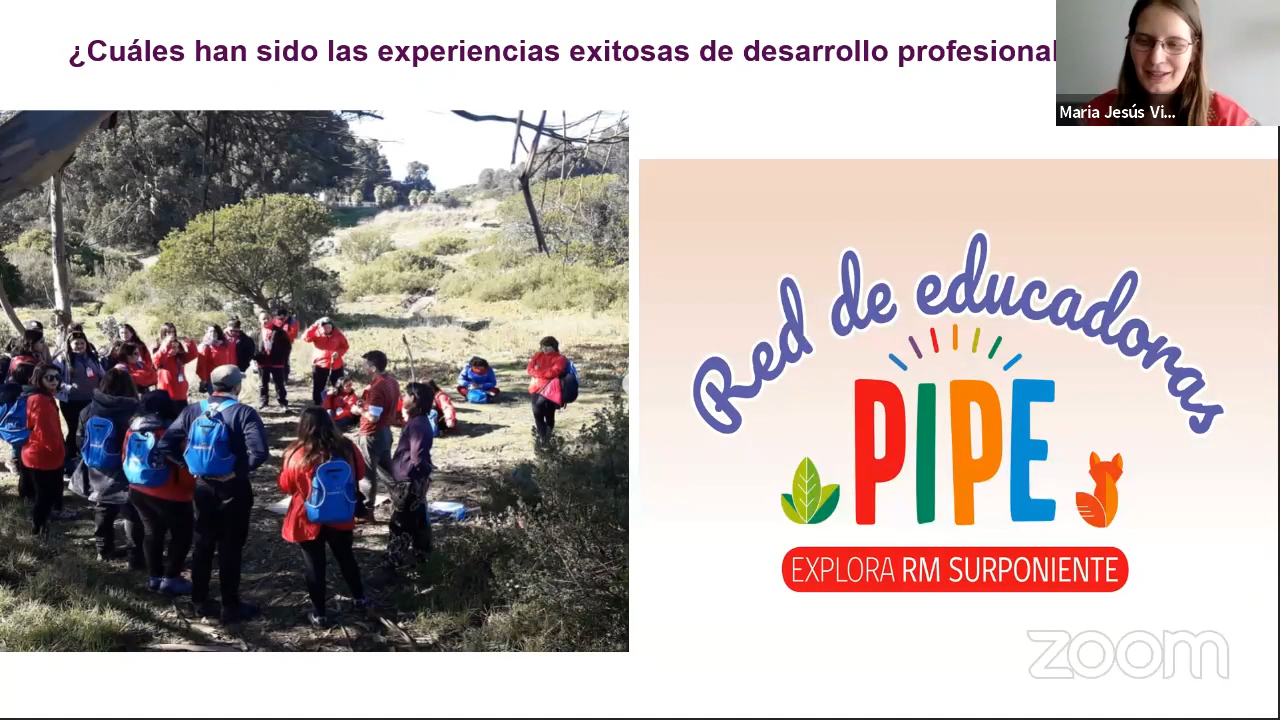 ¿Cuáles han sido las experiencias exitosas de desarrollo profesional
Maria Jesús Vi...
Red de educadoras
PIPE
EXPLORA RM SURPONIENTE
zoom